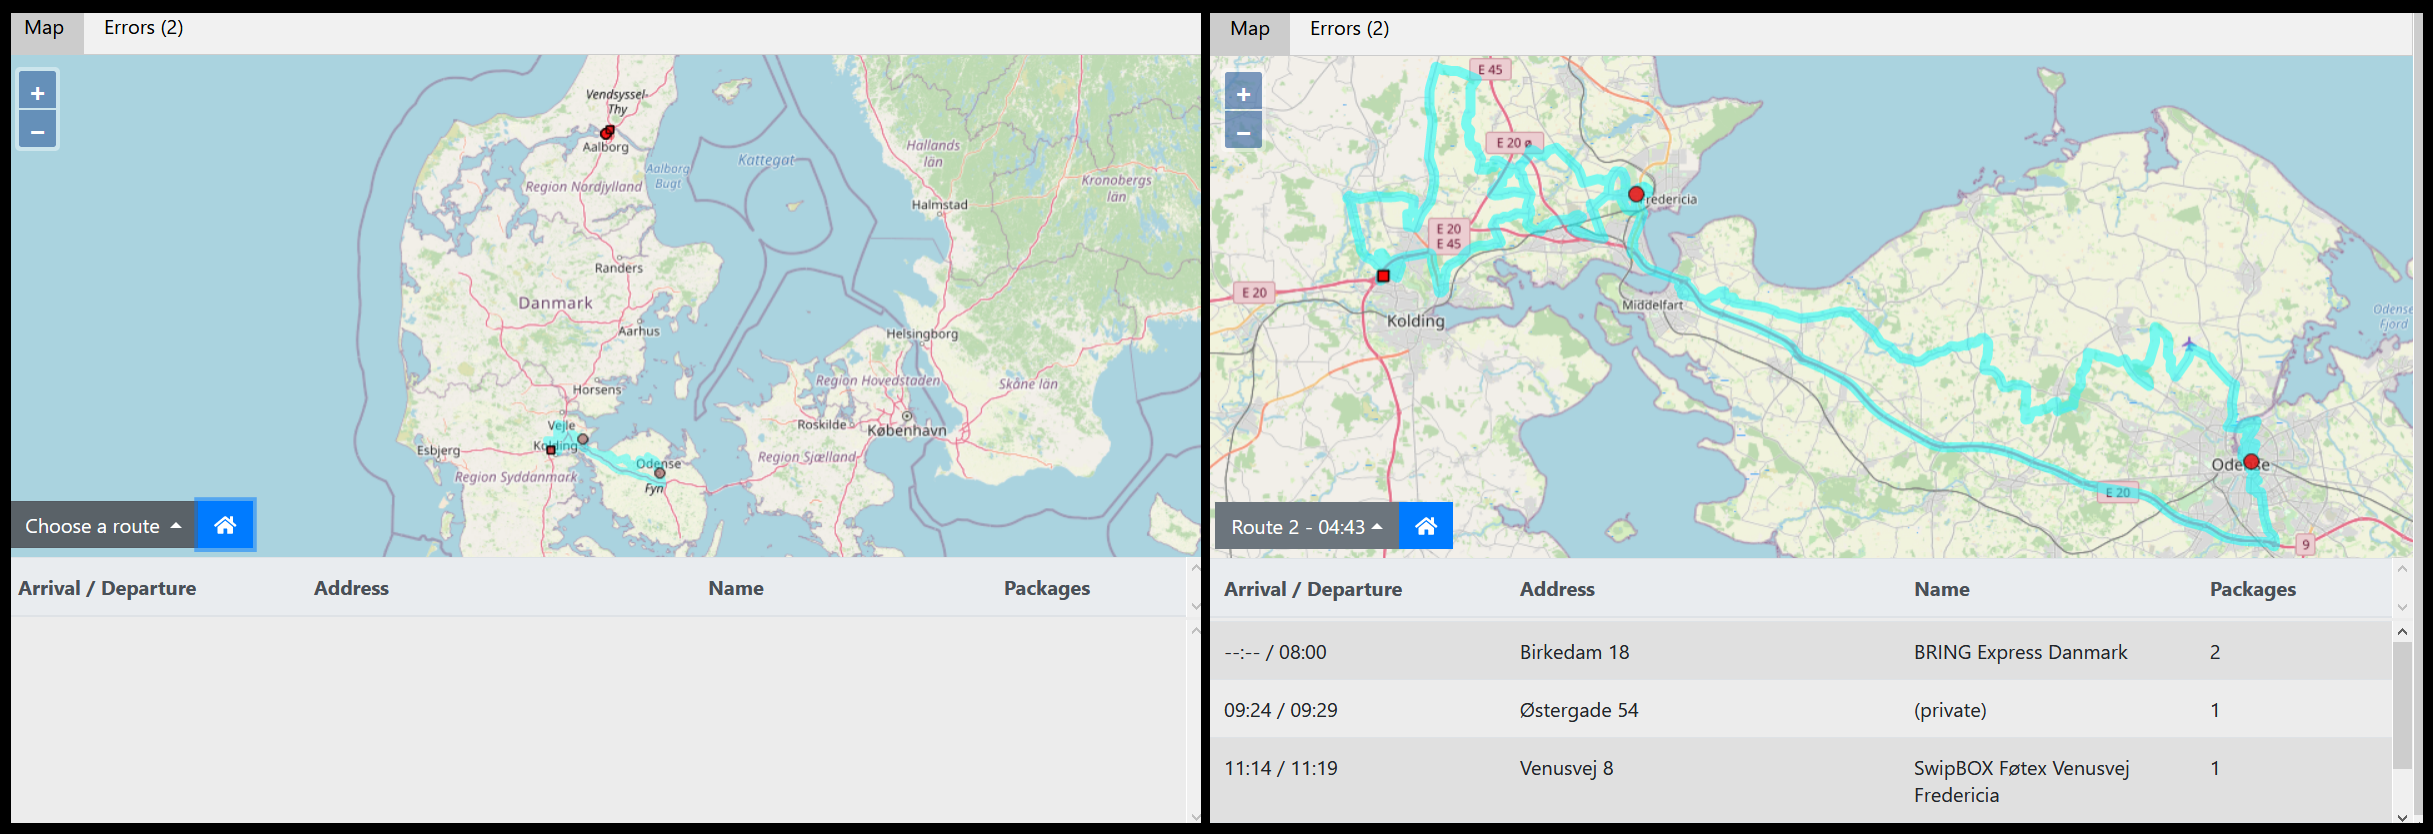 Map
Errors (2)
+
−
Vendsyssel-
Thy
Aalborg
Aalborg
Bugt
Kattegat
Region Nordjylland
Hallands
län
Kronobergs
län
Halmstad
Randers
Danmark
Aarhus
Helsingborg
Horsens
Region Hovedstaden
Skåne län
Vejle
Roskilde
København
Esbjerg
Kolding
Odense
Region Sjælland
Region Syddanmark
Fyn
Choose a route
Arrival / Departure
Address
Name
Packages
Map
Errors (2)
+
−
E 45
E 20 ø
Fredericia
E 20
E 45
E 20
Middelfart
Kolding
Odense
Fjord
Odense
E 20
9
Route 2 - 04:43
Arrival / Departure
Address
Name
Packages
--:-- / 08:00
Birkedam 18
BRING Express Danmark
2
09:24 / 09:29
Østergade 54
(private)
1
11:14 / 11:19
Venusvej 8
SwipBOX Føtex Venusvej
Fredericia
1